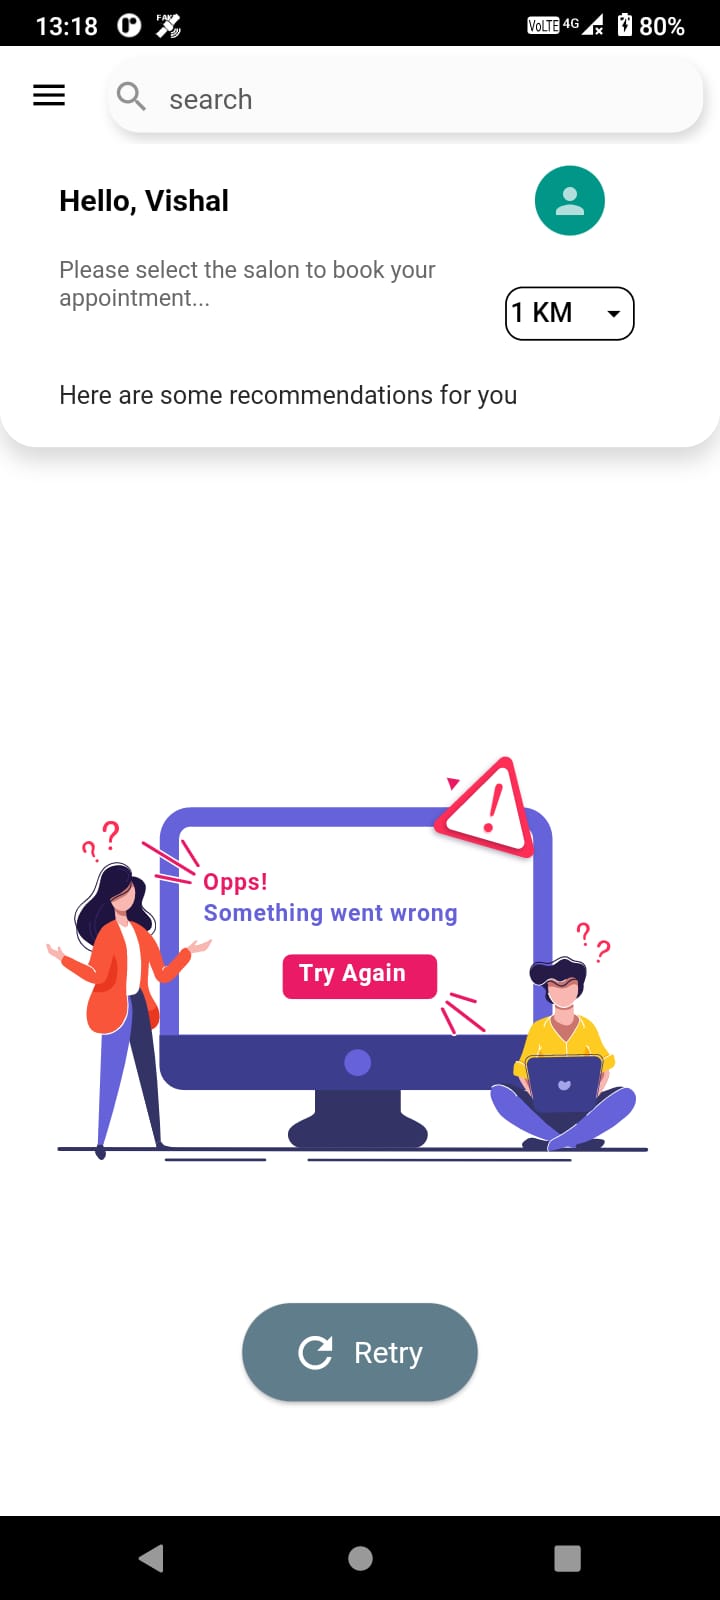 13:18 FAKE VoLTE 4G 80%
search
Hello, Vishal
Please select the salon to book your
appointment...
1 KM
Here are some recommendations for you
? ?
Opps!
Something went wrong
Try Again
? ?
Retry